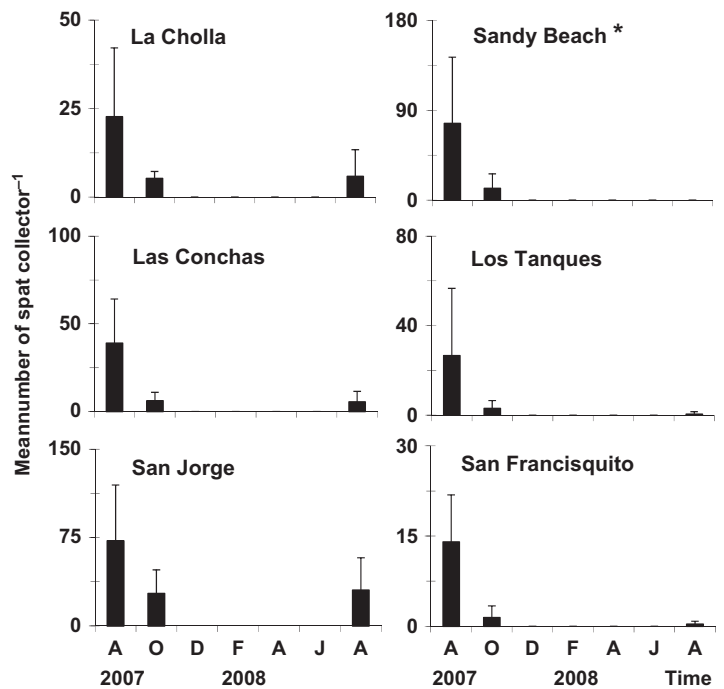 Meannumber of spat collector–1
La Cholla
50
25
0
Sandy Beach *
180
90
0
Las Conchas
100
50
0
Los Tanques
80
40
0
San Jorge
150
75
0
San Francisquito
30
15
0
A O D F A J A
A O D F A J A
2007 2008
2007 2008 Time